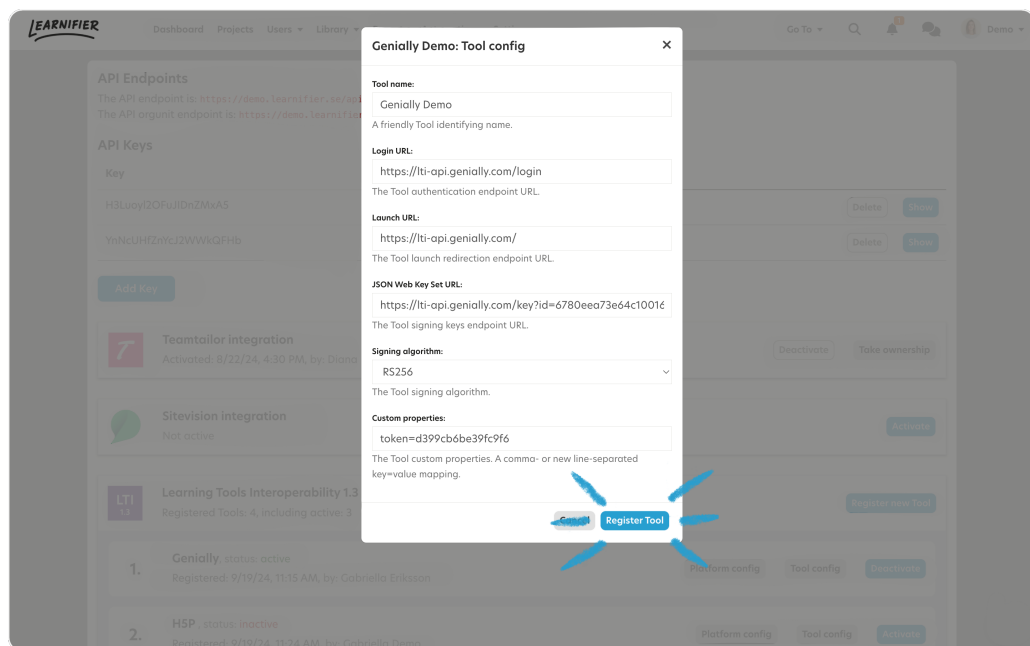 LEARNIFIER
Dashboard Projects Users Library
Go To
Demo
API Endpoints
The API endpoint is: https://demo.learnifier.se/api
The API orgunit endpoint is: https://demo.learnifier
API Keys
Key
Delete Show
Delete Show
Add Key
Teamtailor integration
Activated: 8/22/24, 4:30 PM, by: Diana
Deactivate Take ownership
Sitevision integration
Not active
Activate
LTI
1.3
Learning Tools Interoperability 1.3
Registered Tools: 4, including active: 3
Register new Tool
1.
Genially, status: active
Registered: 9/19/24, 11:15 AM, by: Gabriella Eriksson
Platform config Tool config Deactivate
2.
H5P, status: inactive
Registered: 9/19/24, 11:24 AM, by: Gabriella Demo
Platform config Tool config Activate
Genially Demo: Tool config
Tool name:
Genially Demo
A friendly Tool identifying name.
Login URL:
https://lti-api.genially.com/login
The Tool authentication endpoint URL.
Launch URL:
https://lti-api.genially.com/
The Tool launch redirection endpoint URL.
JSON Web Key Set URL:
https://lti-api.genially.com/key?id=6780eea73e64c10016
The Tool signing keys endpoint URL.
Signing algorithm:
RS256
The Tool signing algorithm.
Custom properties:
token=d399cb6be39fc9f6
The Tool custom properties. A comma- or new line-separated
key=value mapping.
Cancel Register Tool